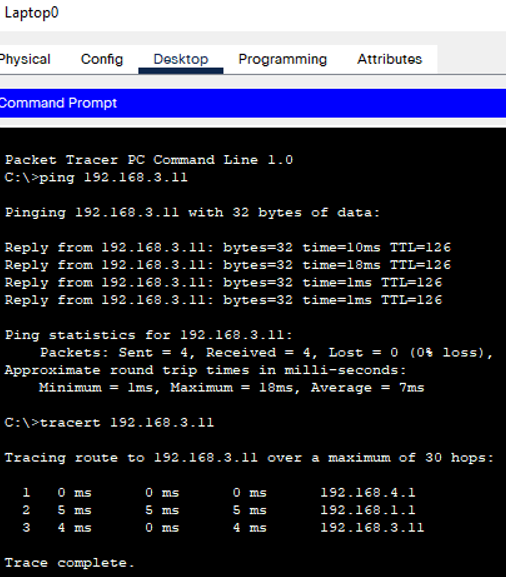 Laptop0
Physical Config Desktop Programming Attributes
Command Prompt
Packet Tracer PC Command Line 1.0
C:\>ping 192.168.3.11
Pinging 192.168.3.11 with 32 bytes of data:
Reply from 192.168.3.11: bytes=32 time=10ms TTL=126
Reply from 192.168.3.11: bytes=32 time=18ms TTL=126
Reply from 192.168.3.11: bytes=32 time=1ms TTL=126
Reply from 192.168.3.11: bytes=32 time=1ms TTL=126
Ping statistics for 192.168.3.11:
Packets: Sent = 4, Received = 4, Lost = 0 (0% loss),
Approximate round trip times in milli-seconds:
Minimum = 1ms, Maximum = 18ms, Average = 7ms
C:\>tracert 192.168.3.11
Tracing route to 192.168.3.11 over a maximum of 30 hops:
1 0 ms 0 ms 0 ms 192.168.4.1
2 5 ms 5 ms 5 ms 192.168.1.1
3 4 ms 0 ms 4 ms 192.168.3.11
Trace complete.